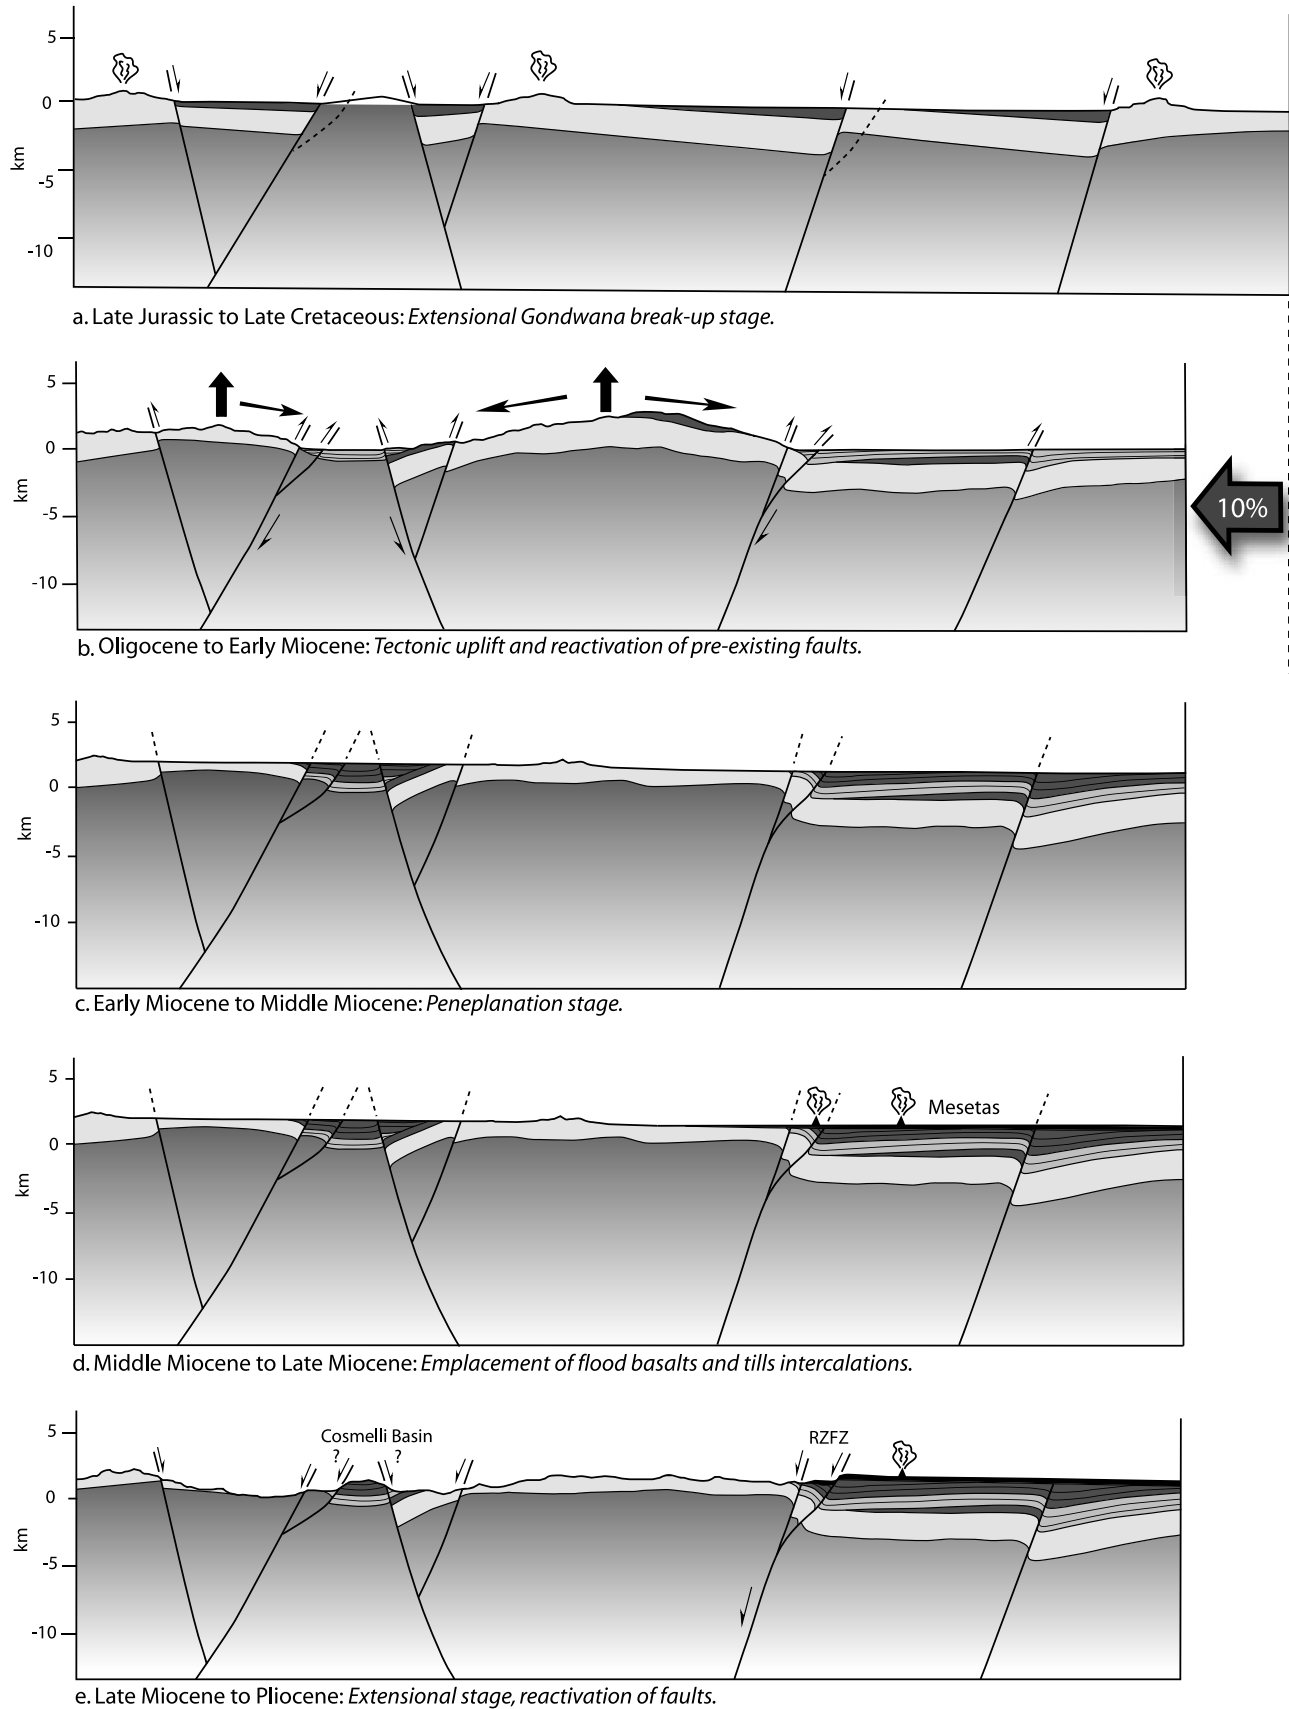 5
0
-5
-10
km
a. Late Jurassic to Late Cretaceous: Extensional Gondwana break-up stage.
5
0
-5
-10
km
10%
b. Oligocene to Early Miocene: Tectonic uplift and reactivation of pre-existing faults.
5
0
-5
-10
km
c. Early Miocene to Middle Miocene: Peneplanation stage.
5
0
-5
-10
km
Mesetas
d. Middle Miocene to Late Miocene: Emplacement of flood basalts and tills intercalations.
5
0
-5
-10
km
Cosmelli Basin
? ?
RZFZ
e. Late Miocene to Pliocene: Extensional stage, reactivation of faults.